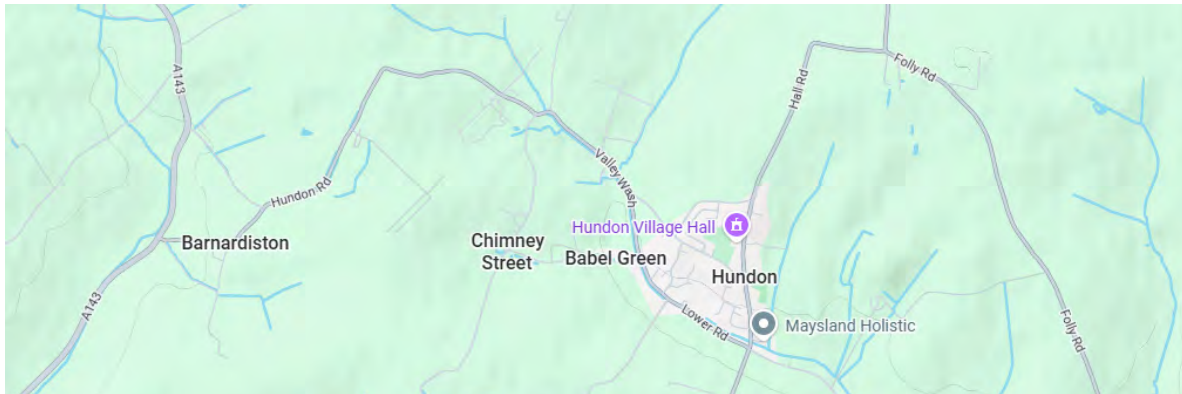 A143
Folly Rd
Hall Rd
Valley Wash
Hundon Rd
Barnardiston
Chimney
Street
Babel Green
Hundon Village Hall
Hundon
A143
Lower Rd
Maysland Holistic
Folly Rd